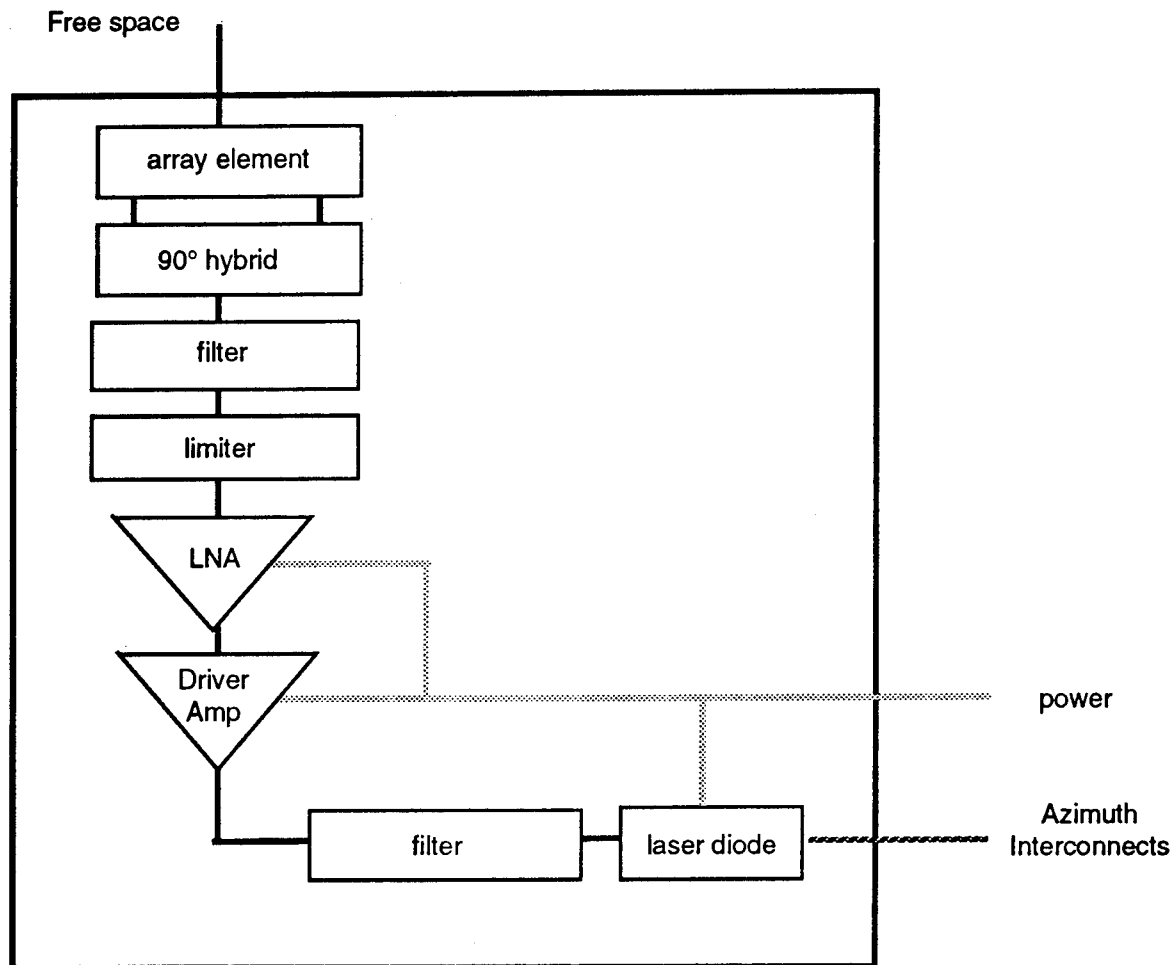 Free space
array element
90° hybrid
filter
limiter
LNA
Driver
Amp
power
filter
laser diode
Azimuth
Interconnects